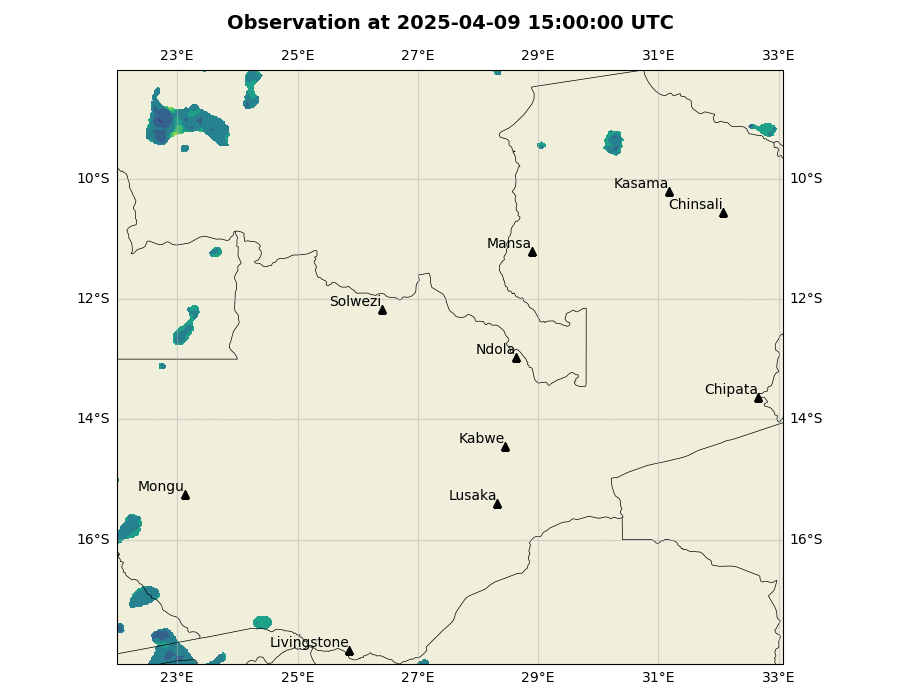 Observation at 2025-04-09 15:00:00 UTC
23°E 25°E 27°E 29°E 31°E 33°E
10°S 10°S
Kasama
Chinsali
Mansa
12°S 12°S
Solwezi
Ndola
Chipata
14°S 14°S
Kabwe
Mongu
Lusaka
16°S 16°S
Livingstone
23°E 25°E 27°E 29°E 31°E 33°E